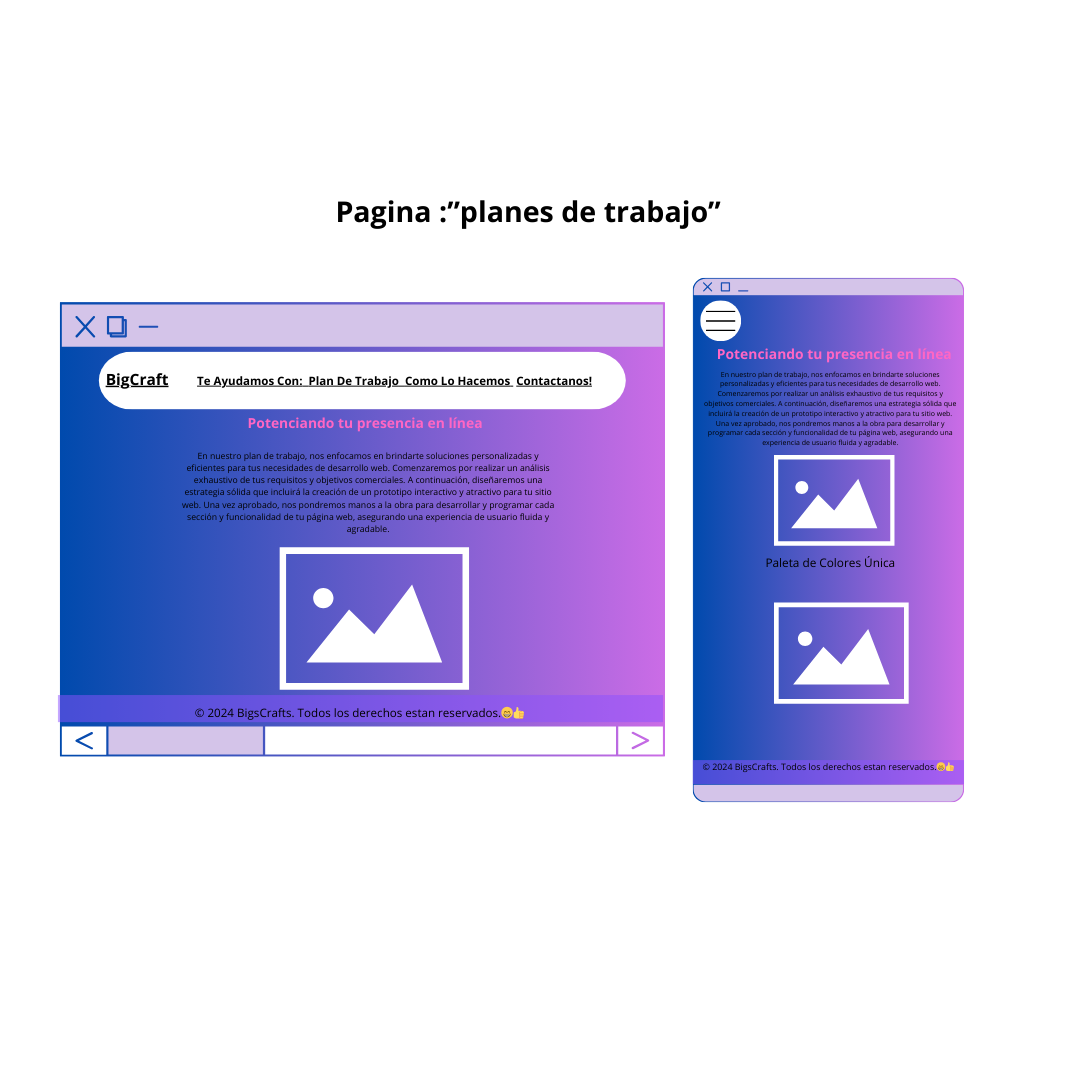 Pagina :”planes de trabajo”
BigCraft
Te Ayudamos Con:  Plan De Trabajo  Como Lo Hacemos  Contactanos!
Potenciando tu presencia en línea
En nuestro plan de trabajo, nos enfocamos en brindarte soluciones personalizadas y
eficientes para tus necesidades de desarrollo web. Comenzaremos por realizar un análisis
exhaustivo de tus requisitos y objetivos comerciales. A continuación, diseñaremos una
estrategia sólida que incluirá la creación de un prototipo interactivo y atractivo para tu sitio
web. Una vez aprobado, nos pondremos manos a la obra para desarrollar y programar cada
sección y funcionalidad de tu página web, asegurando una experiencia de usuario fluida y
agradable.
© 2024 BigsCrafts. Todos los derechos estan reservados.😊👍
Potenciando tu presencia en línea
En nuestro plan de trabajo, nos enfocamos en brindarte soluciones
personalizadas y eficientes para tus necesidades de desarrollo web.
Comenzaremos por realizar un análisis exhaustivo de tus requisitos y
objetivos comerciales. A continuación, diseñaremos una estrategia sólida que
incluirá la creación de un prototipo interactivo y atractivo para tu sitio web.
Una vez aprobado, nos pondremos manos a la obra para desarrollar y
programar cada sección y funcionalidad de tu página web, asegurando una
experiencia de usuario fluida y agradable.
Paleta de Colores Única
© 2024 BigsCrafts. Todos los derechos estan reservados.😊👍